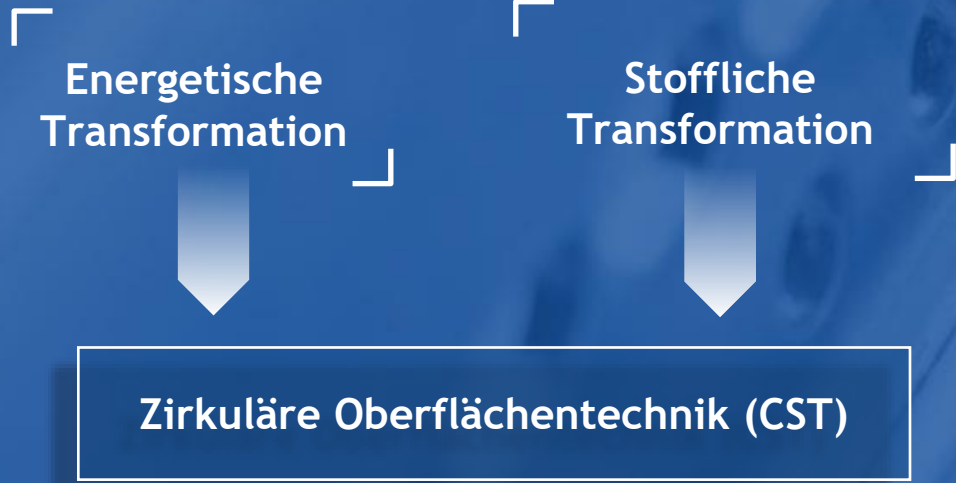 Energetische
Transformation
Stoffliche
Transformation
Zirkuläre Oberflächentechnik (CST)